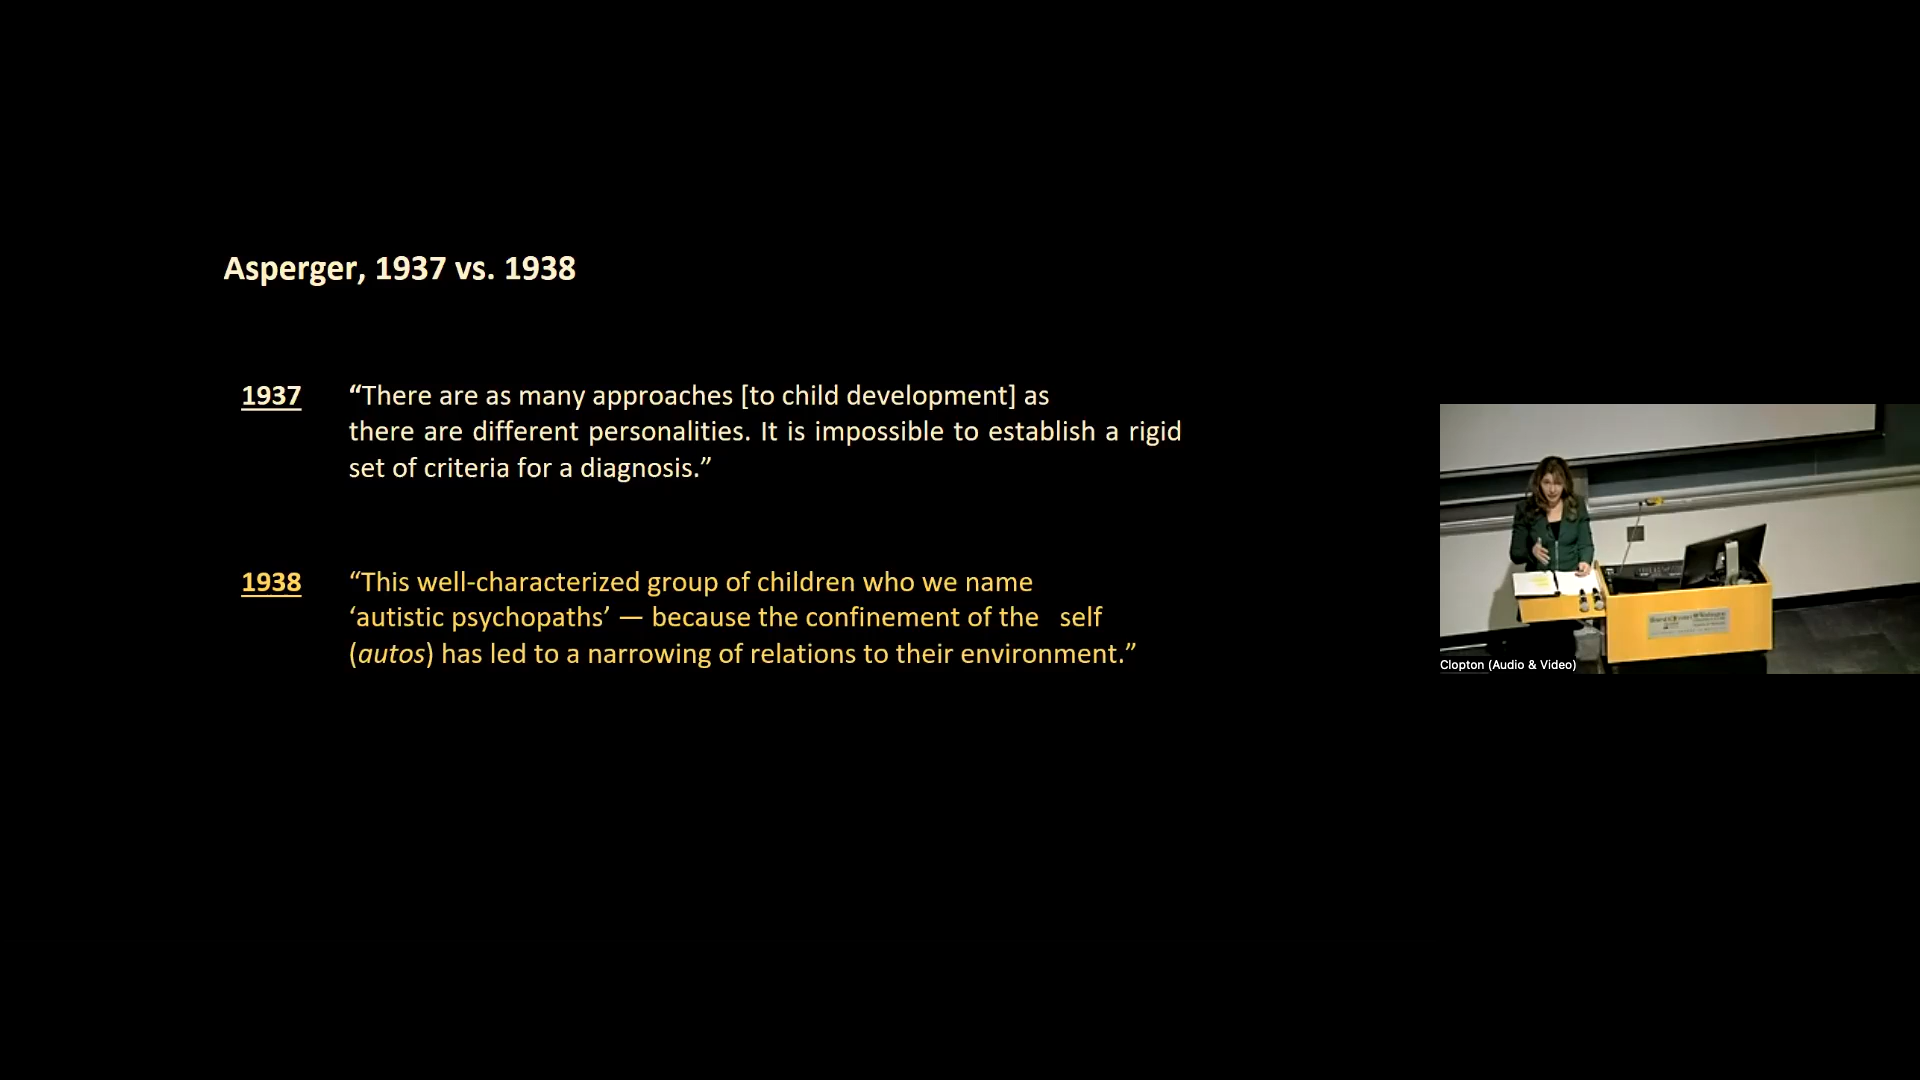 Asperger, 1937 vs. 1938
1937 “There are as many approaches [to child development] as
there are different personalities. It is impossible to establish a rigid
set of criteria for a diagnosis.”
1938 “This well-characterized group of children who we name
‘autistic psychopaths’ — because the confinement of the self
(autos) has led to a narrowing of relations to their environment.”
Clopton (Audio & Video)